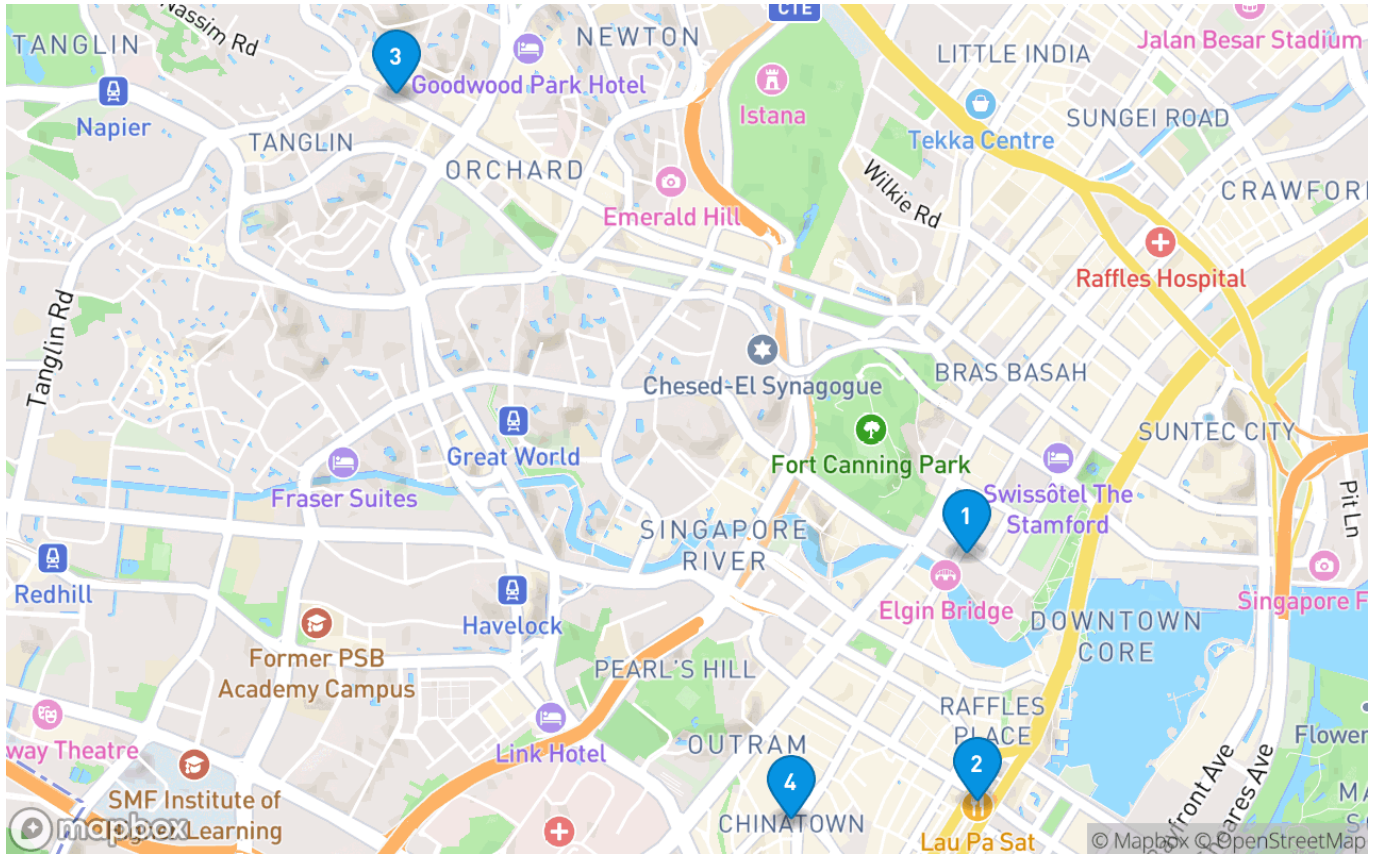 CTE
Nassim Rd
TANGLIN
NEWTON
LITTLE INDIA
Jalan Besar Stadium
3
Goodwood Park Hotel
Istana
Napier
Tekka Centre
SUNGEI ROAD
TANGLIN
ORCHARD
Wilkie Rd
CRAWFOR
Emerald Hill
Raffles Hospital
Tanglin Rd
Chesed-El Synagogue
BRAS BASAH
Great World
SUNTEC CITY
Fort Canning Park
Fraser Suites
Swissôtel The
Stamford
Pit Ln
1
SINGAPORE
RIVER
Redhill
Havelock
Elgin Bridge
Singapore F
DOWNTOWN
CORE
Former PSB
Academy Campus
PEARL'S HILL
RAFFLES
PLACE
way Theatre
Link Hotel
OUTRAM
Flower
2
4
SMF Institute of
Learning
mapbox
CHINATOWN
Lau Pa Sat
yfront Ave
ares Ave
MA
© Mapbox © OpenStreetMap